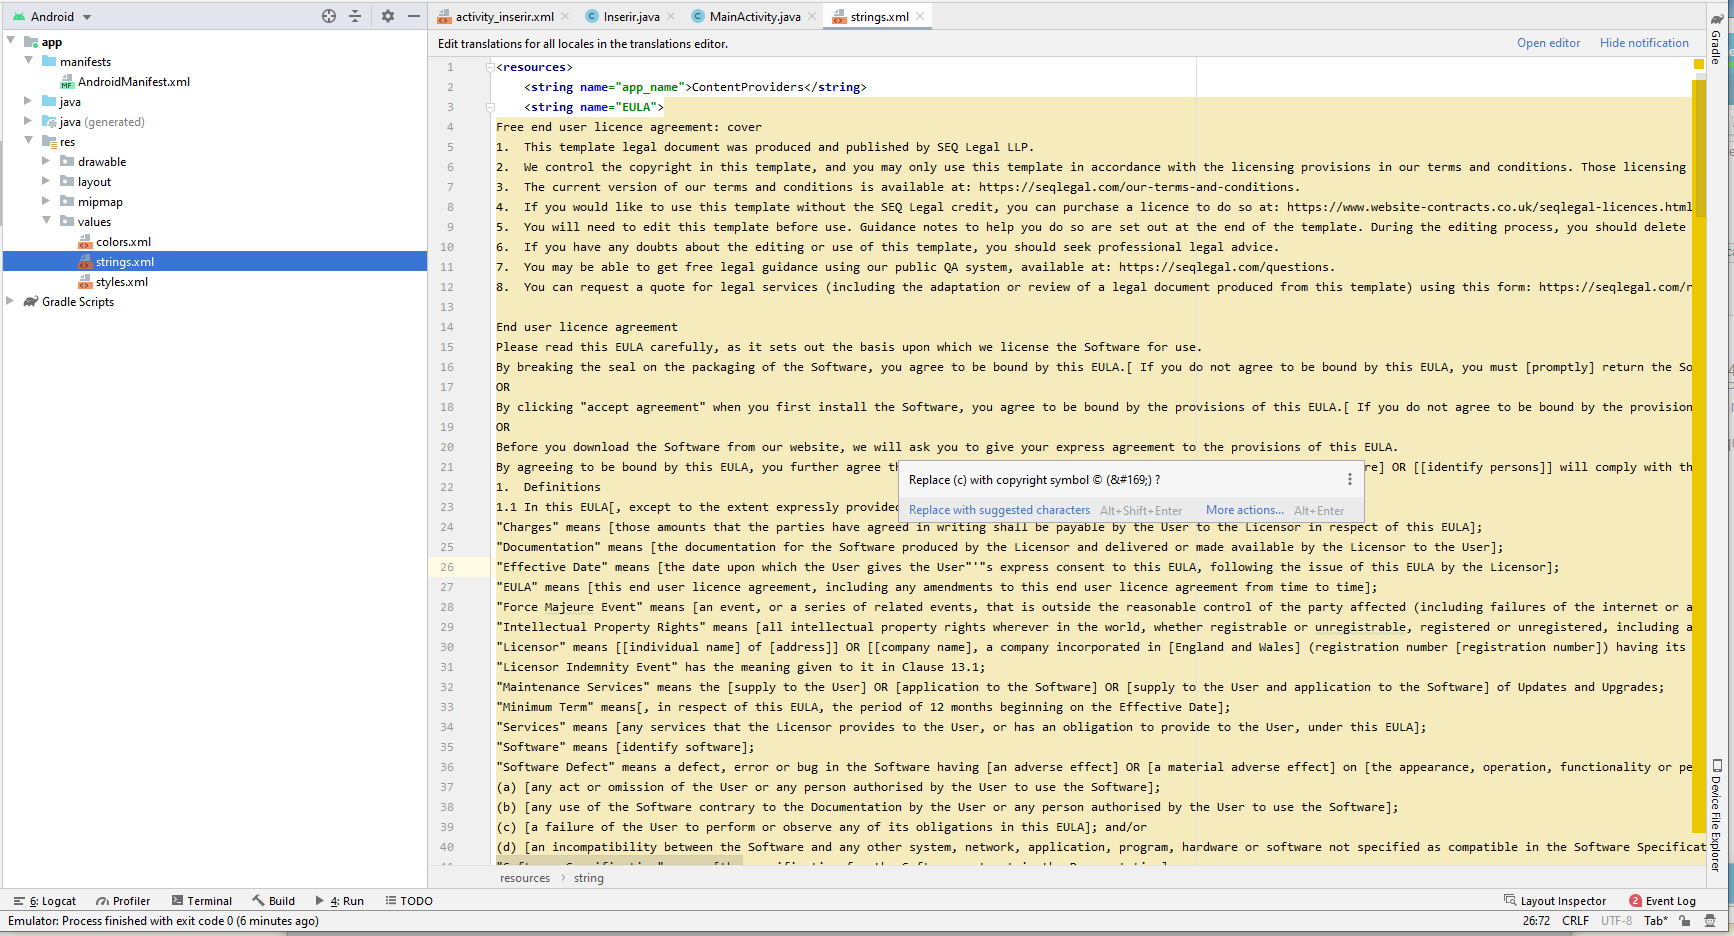 Android
activity_inserir.xml
Inserir.java
MainActivity.java
strings.xml
Gradle
app
manifests
AndroidManifest.xml
java
java (generated)
res
drawable
layout
mipmap
values
colors.xml
strings.xml
styles.xml
Gradle Scripts
Edit translations for all locales in the translations editor.
Open editor
Hide notification
1 <resources>
2 <string name="app_name">ContentProviders</string>
3 <string name="EULA">
4 Free end user licence agreement: cover
5 1. This template legal document was produced and published by SEQ Legal LLP.
6 2. We control the copyright in this template, and you may only use this template in accordance with the licensing provisions in our terms and conditions. Those licensing
7 3. The current version of our terms and conditions is available at: https://seqlegal.com/our-terms-and-conditions.
8 4. If you would like to use this template without the SEQ Legal credit, you can purchase a licence to do so at: https://www.website-contracts.co.uk/seqlegal-licences.html
9 5. You will need to edit this template before use. Guidance notes to help you do so are set out at the end of the template. During the editing process, you should delete
10 6. If you have any doubts about the editing or use of this template, you should seek professional legal advice.
11 7. You may be able to get free legal guidance using our public QA system, available at: https://seqlegal.com/questions.
12 8. You can request a quote for legal services (including the adaptation or review of a legal document produced from this template) using this form: https://seqlegal.com/r
13
14 End user licence agreement
15 Please read this EULA carefully, as it sets out the basis upon which we license the Software for use.
16 By breaking the seal on the packaging of the Software, you agree to be bound by this EULA.[ If you do not agree to be bound by this EULA, you must [promptly] return the So
17 OR
18 By clicking "accept agreement" when you first install the Software, you agree to be bound by the provisions of this EULA.[ If you do not agree to be bound by the provision
19 OR
20 Before you download the Software from our website, we will ask you to give your express agreement to the provisions of this EULA.
21 By agreeing to be bound by this EULA, you further agree th re] OR [[identify persons]] will comply with th
22 1. Definitions
23 1.1 In this EULA[, except to the extent expressly provided
Replace (c) with copyright symbol © (&#169;) ?
Replace with suggested characters Alt+Shift+Enter More actions... Alt+Enter
24 "Charges" means [those amounts that the parties have agreed in writing shall be payable by the User to the Licensor in respect of this EULA];
25 "Documentation" means [the documentation for the Software produced by the Licensor and delivered or made available by the Licensor to the User];
26 "Effective Date" means [the date upon which the User gives the User"'"s express consent to this EULA, following the issue of this EULA by the Licensor];
27 "EULA" means [this end user licence agreement, including any amendments to this end user licence agreement from time to time];
28 "Force Majeure Event" means [an event, or a series of related events, that is outside the reasonable control of the party affected (including failures of the internet or a
29 "Intellectual Property Rights" means [all intellectual property rights wherever in the world, whether registrable or unregistrable, registered or unregistered, including a
30 "Licensor" means [[individual name] of [address]] OR [[company name], a company incorporated in [England and Wales] (registration number [registration number]) having its
31 "Licensor Indemnity Event" has the meaning given to it in Clause 13.1;
32 "Maintenance Services" means the [supply to the User] OR [application to the Software] OR [supply to the User and application to the Software] of Updates and Upgrades;
33 "Minimum Term" means[, in respect of this EULA, the period of 12 months beginning on the Effective Date];
34 "Services" means [any services that the Licensor provides to the User, or has an obligation to provide to the User, under this EULA];
35 "Software" means [identify software];
36 "Software Defect" means a defect, error or bug in the Software having [an adverse effect] OR [a material adverse effect] on [the appearance, operation, functionality or pe
37 (a) [any act or omission of the User or any person authorised by the User to use the Software];
38 (b) [any use of the Software contrary to the Documentation by the User or any person authorised by the User to use the Software];
39 (c) [a failure of the User to perform or observe any of its obligations in this EULA]; and/or
40 (d) [an incompatibility between the Software and any other system, network, application, program, hardware or software not specified as compatible in the Software Specificat
Device File Explorer
resources > string
6: Logcat
Profiler
Terminal
Build
4: Run
TODO
Layout Inspector
2 Event Log
Emulator: Process finished with exit code 0 (6 minutes ago)
26:72 CRLF UTF-8 Tab*